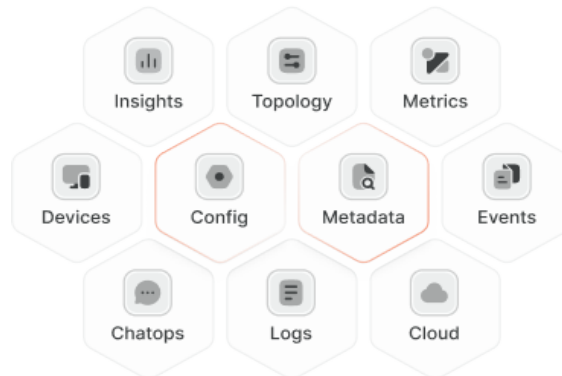 Insights
Topology
Metrics
Devices
Config
Metadata
Events
Chatops
Logs
Cloud